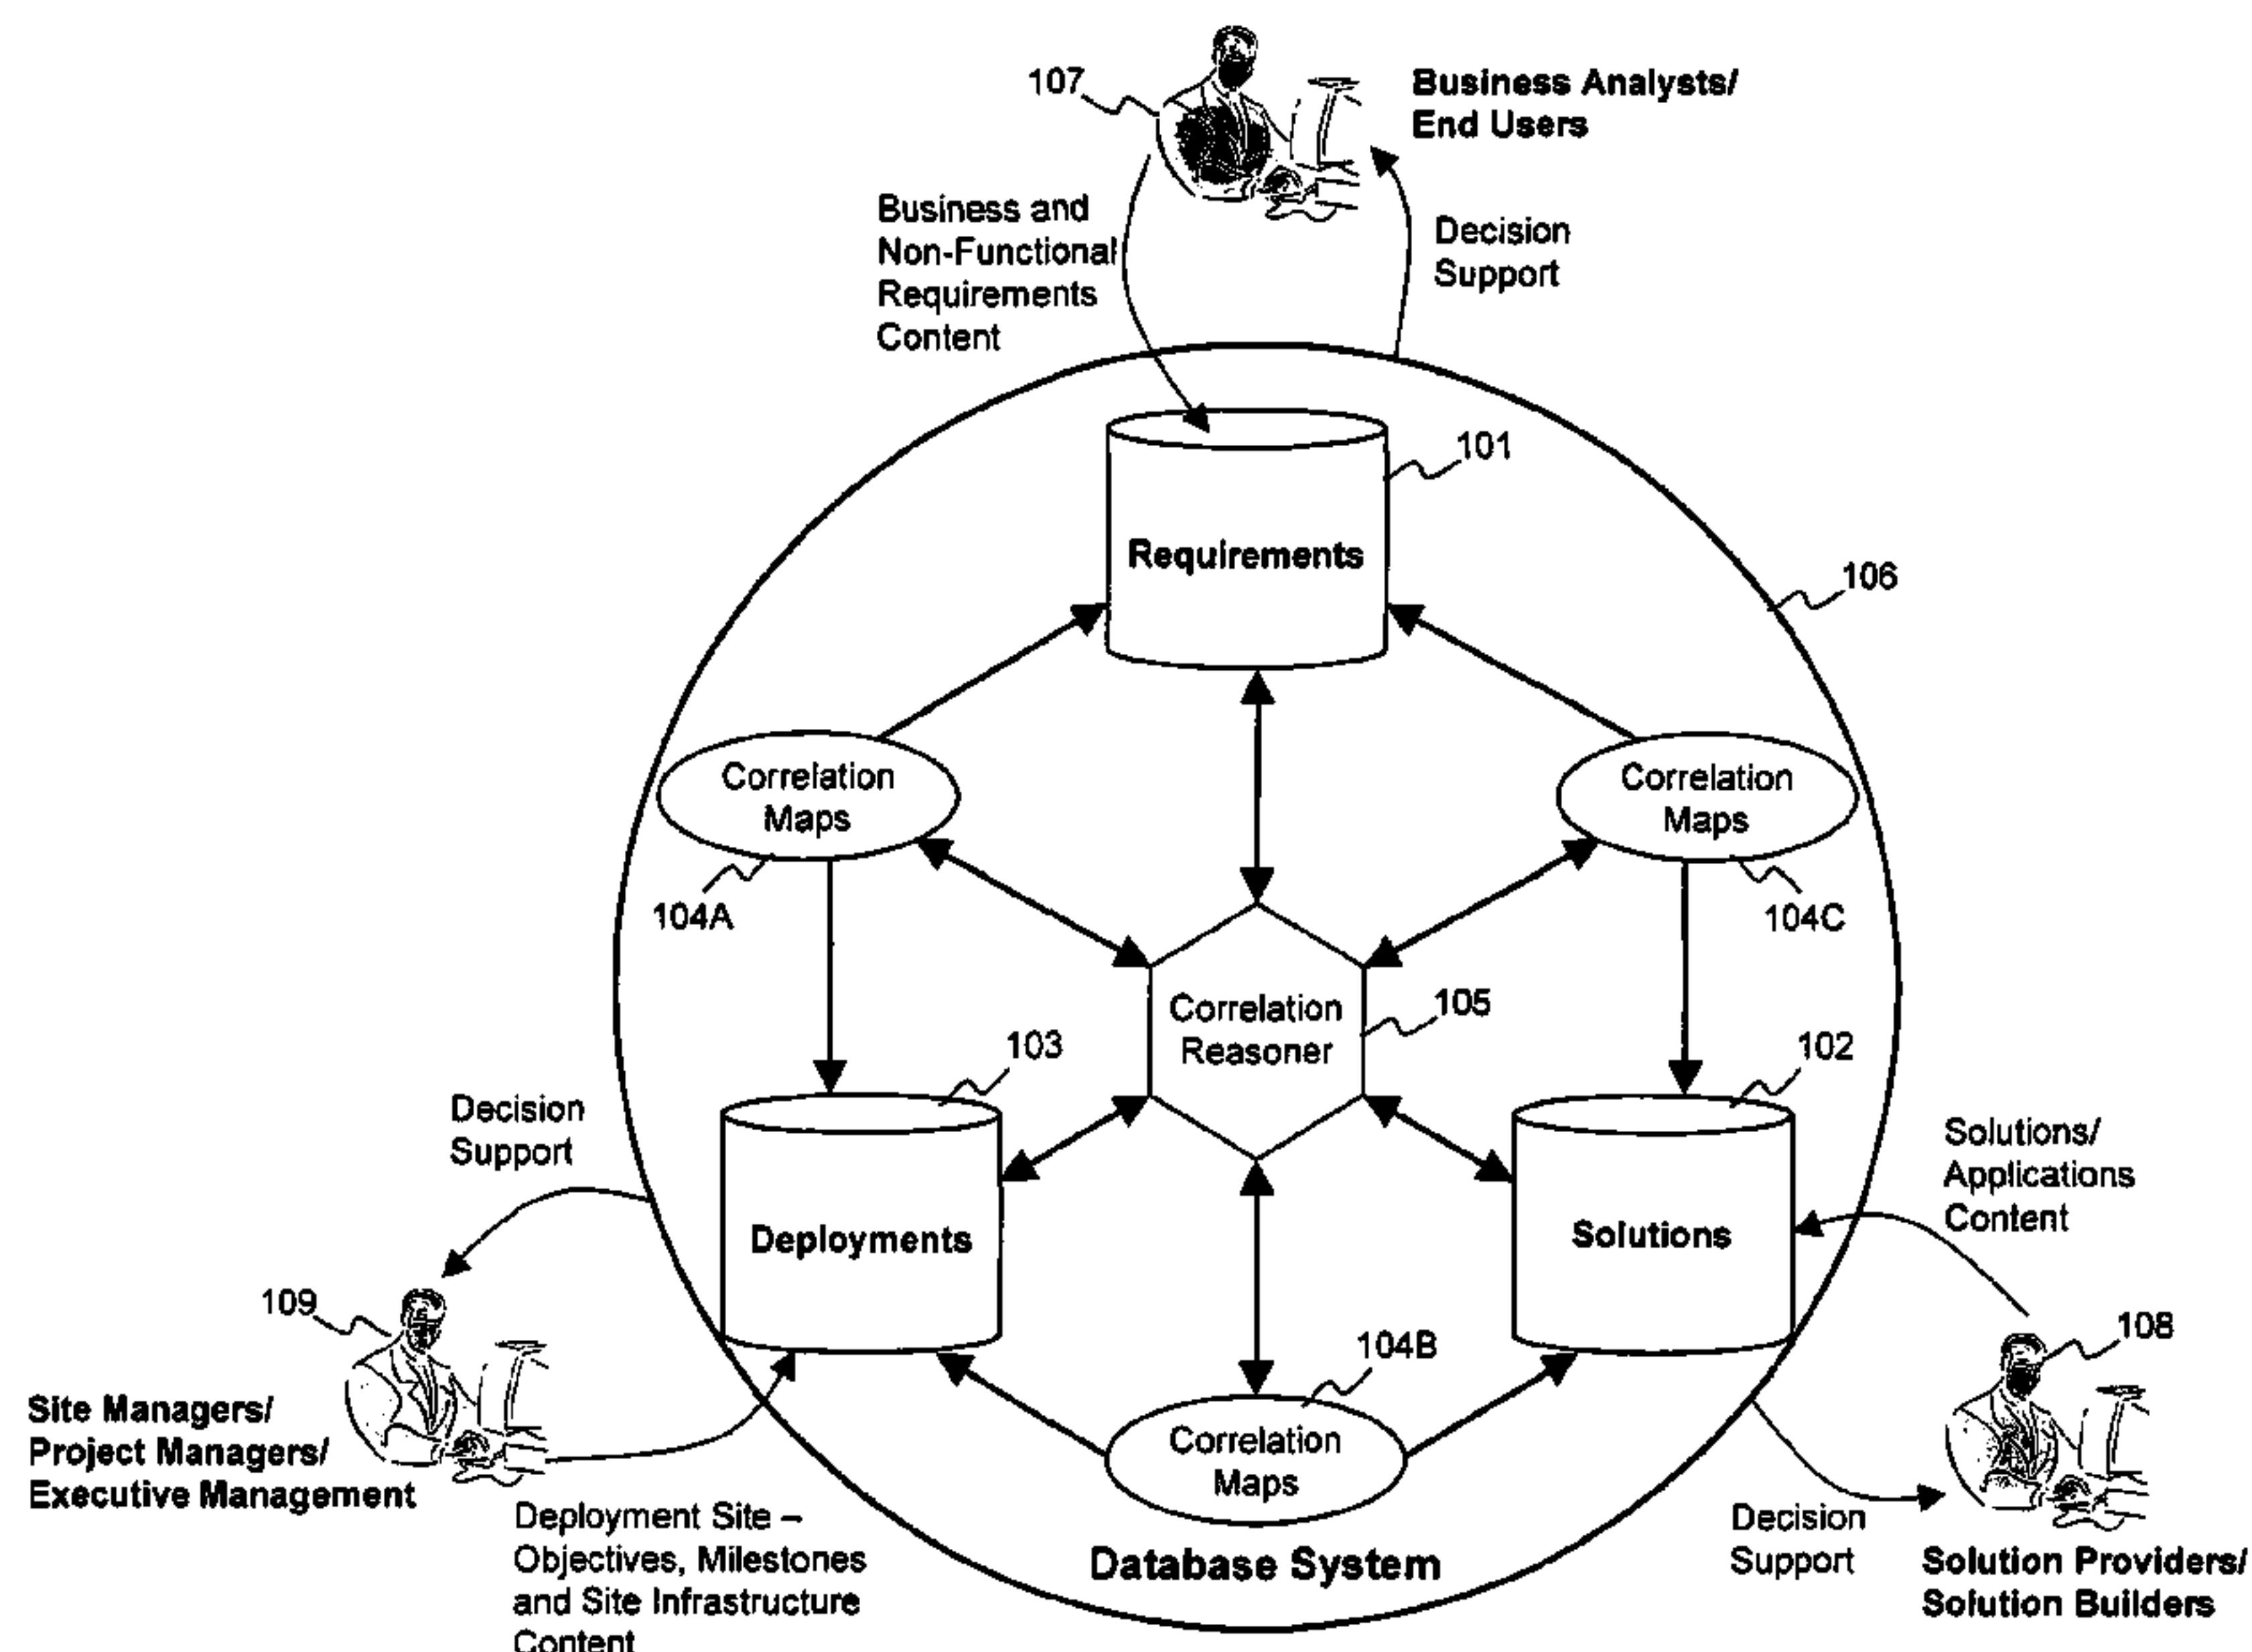 107
Business Analysts/
End Users
Business and
Non-Functional
Requirements
Content
Decision
Support
101
Requirements
106
Correlation
Maps
104A
Correlation
Maps
104C
Correlation
Reasoner
105
103
102
Decision
Support
Deployments
Solutions
Solutions/
Applications
Content
109
Site Managers/
Project Managers/
Executive Management
104B
Correlation
Maps
108
Deployment Site –
Objectives, Milestones
and Site Infrastructure
Content
Database System
Decision
Support
Solution Providers/
Solution Builders